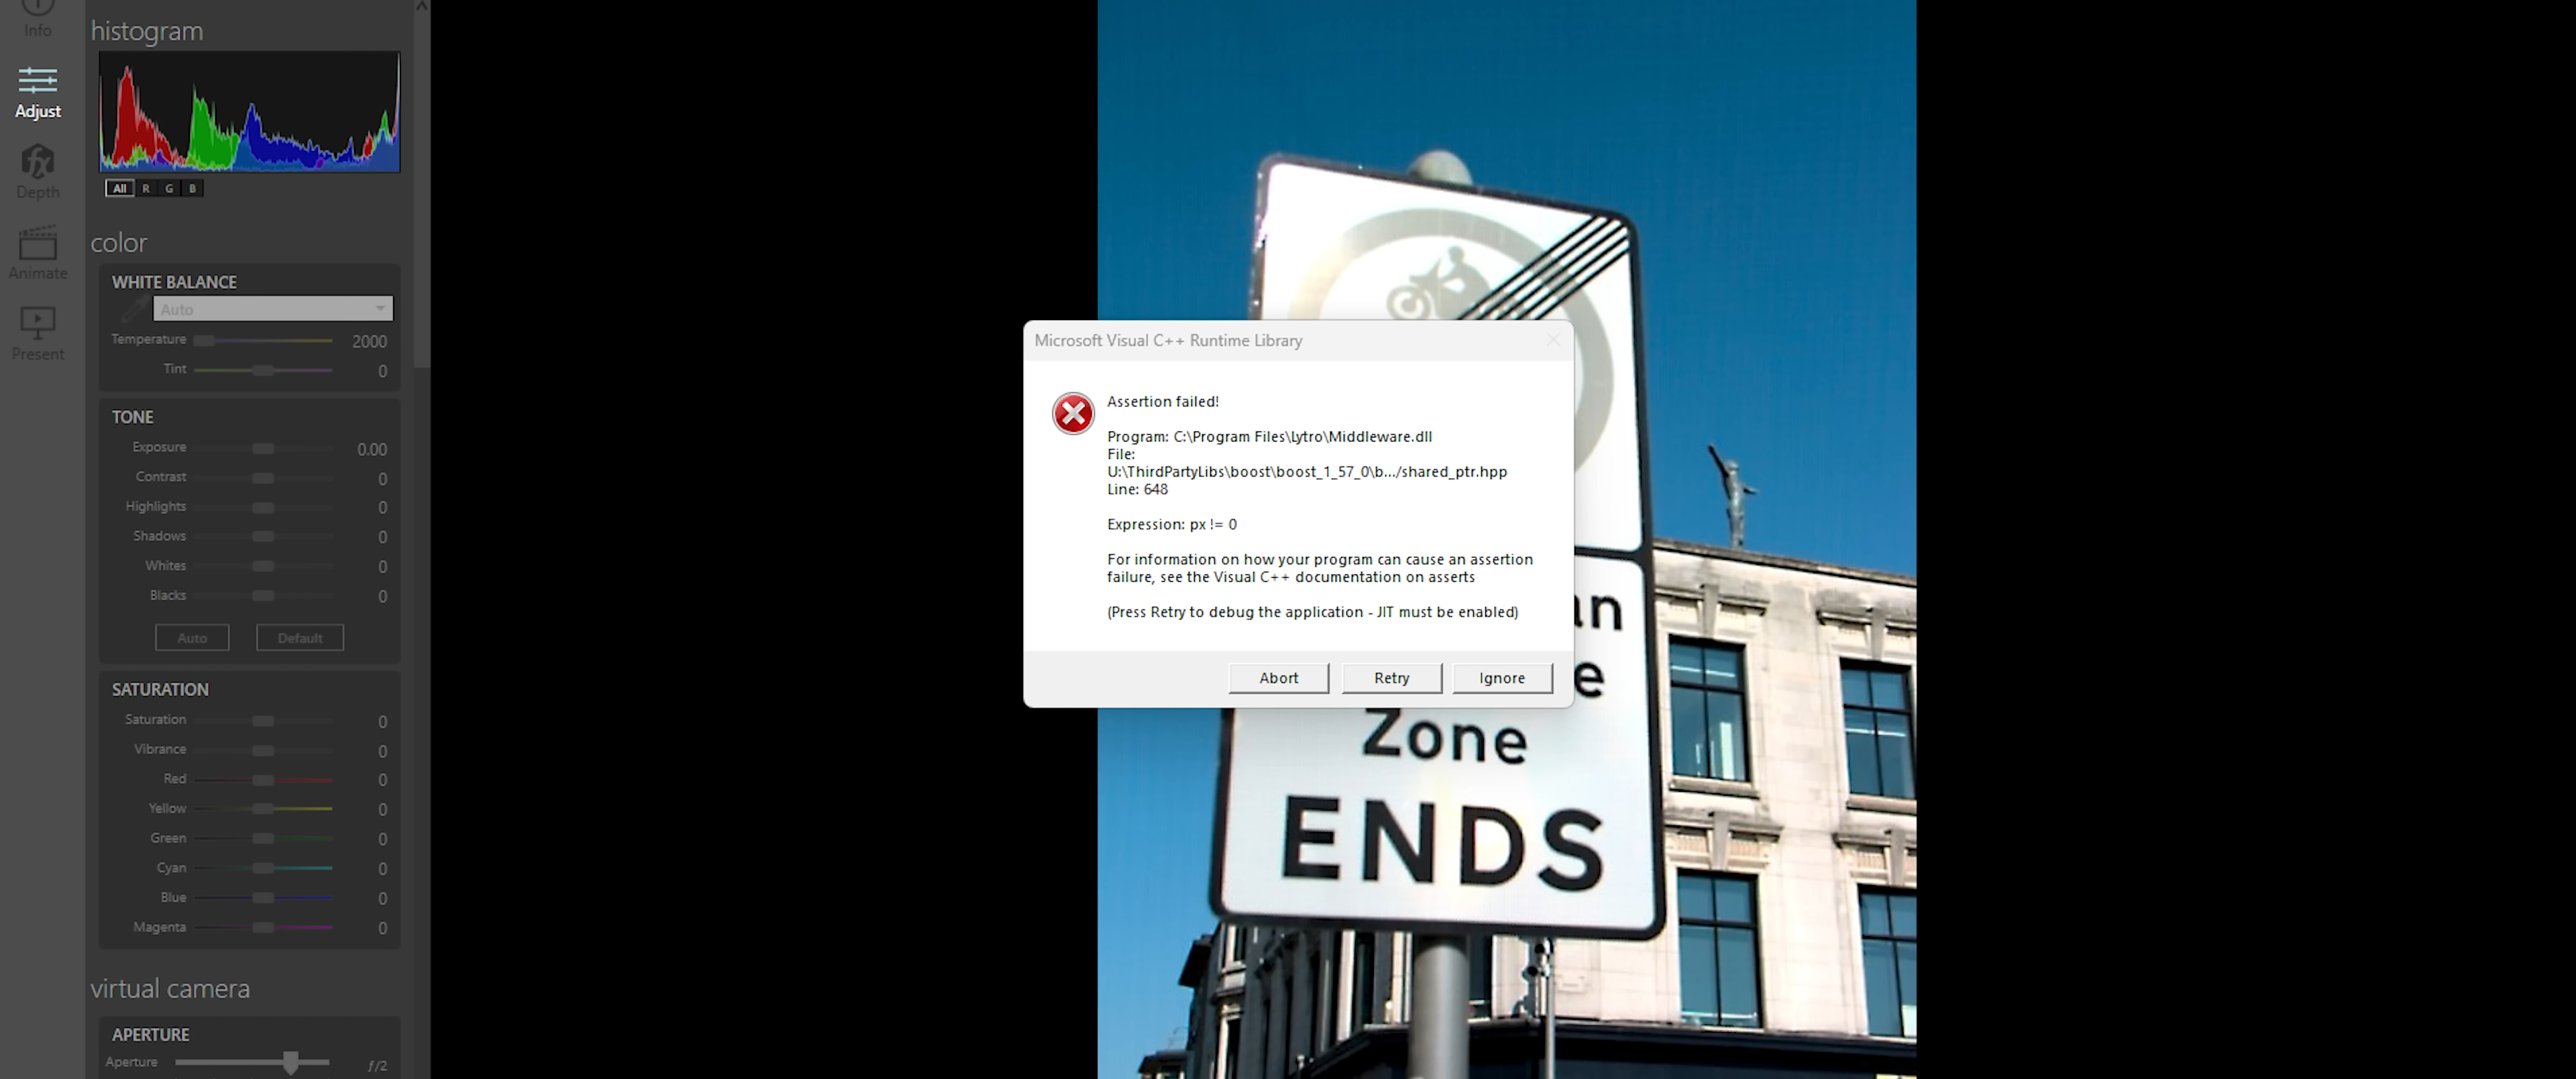 Info
Adjust
Depth
Animate
Present
histogram
All R G B
color
WHITE BALANCE
Auto
Temperature 2000
Tint 0
TONE
Exposure 0.00
Contrast 0
Highlights 0
Shadows 0
Whites 0
Blacks 0
Auto Default
SATURATION
Saturation 0
Vibrance 0
Red 0
Yellow 0
Green 0
Cyan 0
Blue 0
Magenta 0
virtual camera
APERTURE
Aperture f/2
Microsoft Visual C++ Runtime Library
Assertion failed!
Program: C:\Program Files\Lytro\Middleware.dll
File:
U:\ThirdPartyLibs\boost\boost_1_57_0\b.../shared_ptr.hpp
Line: 648
Expression: px != 0
For information on how your program can cause an assertion
failure, see the Visual C++ documentation on asserts
(Press Retry to debug the application - JIT must be enabled)
Abort Retry Ignore
Zone
ENDS